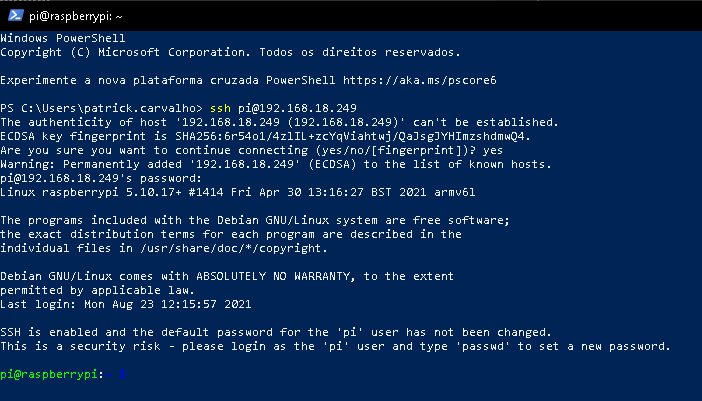 pi@raspberrypi: ~
Windows PowerShell
Copyright (C) Microsoft Corporation. Todos os direitos reservados.
Experimente a nova plataforma cruzada PowerShell https://aka.ms/pscore6
PS C:\Users\patrick.carvalho> ssh pi@192.168.18.249
The authenticity of host '192.168.18.249 (192.168.18.249)' can't be established.
ECDSA key fingerprint is SHA256:6r54o1/4zlIL+zcYqViahtwj/QaJsgJYHImzshdmwQ4.
Are you sure you want to continue connecting (yes/no/[fingerprint])? yes
Warning: Permanently added '192.168.18.249' (ECDSA) to the list of known hosts.
pi@192.168.18.249's password:
Linux raspberrypi 5.10.17+ #1414 Fri Apr 30 13:16:27 BST 2021 armv6l
The programs included with the Debian GNU/Linux system are free software;
the exact distribution terms for each program are described in the
individual files in /usr/share/doc/*/copyright.
Debian GNU/Linux comes with ABSOLUTELY NO WARRANTY, to the extent
permitted by applicable law.
Last login: Mon Aug 23 12:15:57 2021
SSH is enabled and the default password for the 'pi' user has not been changed.
This is a security risk - please login as the 'pi' user and type 'passwd' to set a new password.
pi@raspberrypi:~